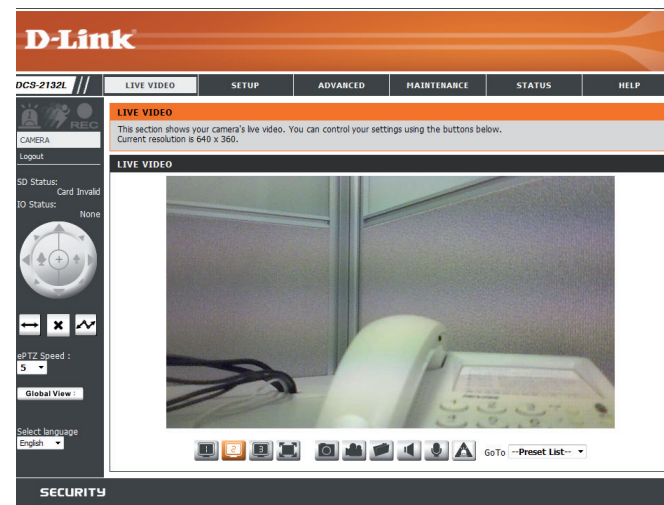 D-Link
DCS-2132L // LIVE VIDEO SETUP ADVANCED MAINTENANCE STATUS HELP
REC
CAMERA
Logout
SD Status:
Card Invalid
IO Status:
None
ePTZ Speed :
5
Global View :
Select language
English
LIVE VIDEO
This section shows your camera's live video. You can control your settings using the buttons below.
Current resolution is 640 x 360.
LIVE VIDEO
1 2 3 GoTo --Preset List--
SECURITY